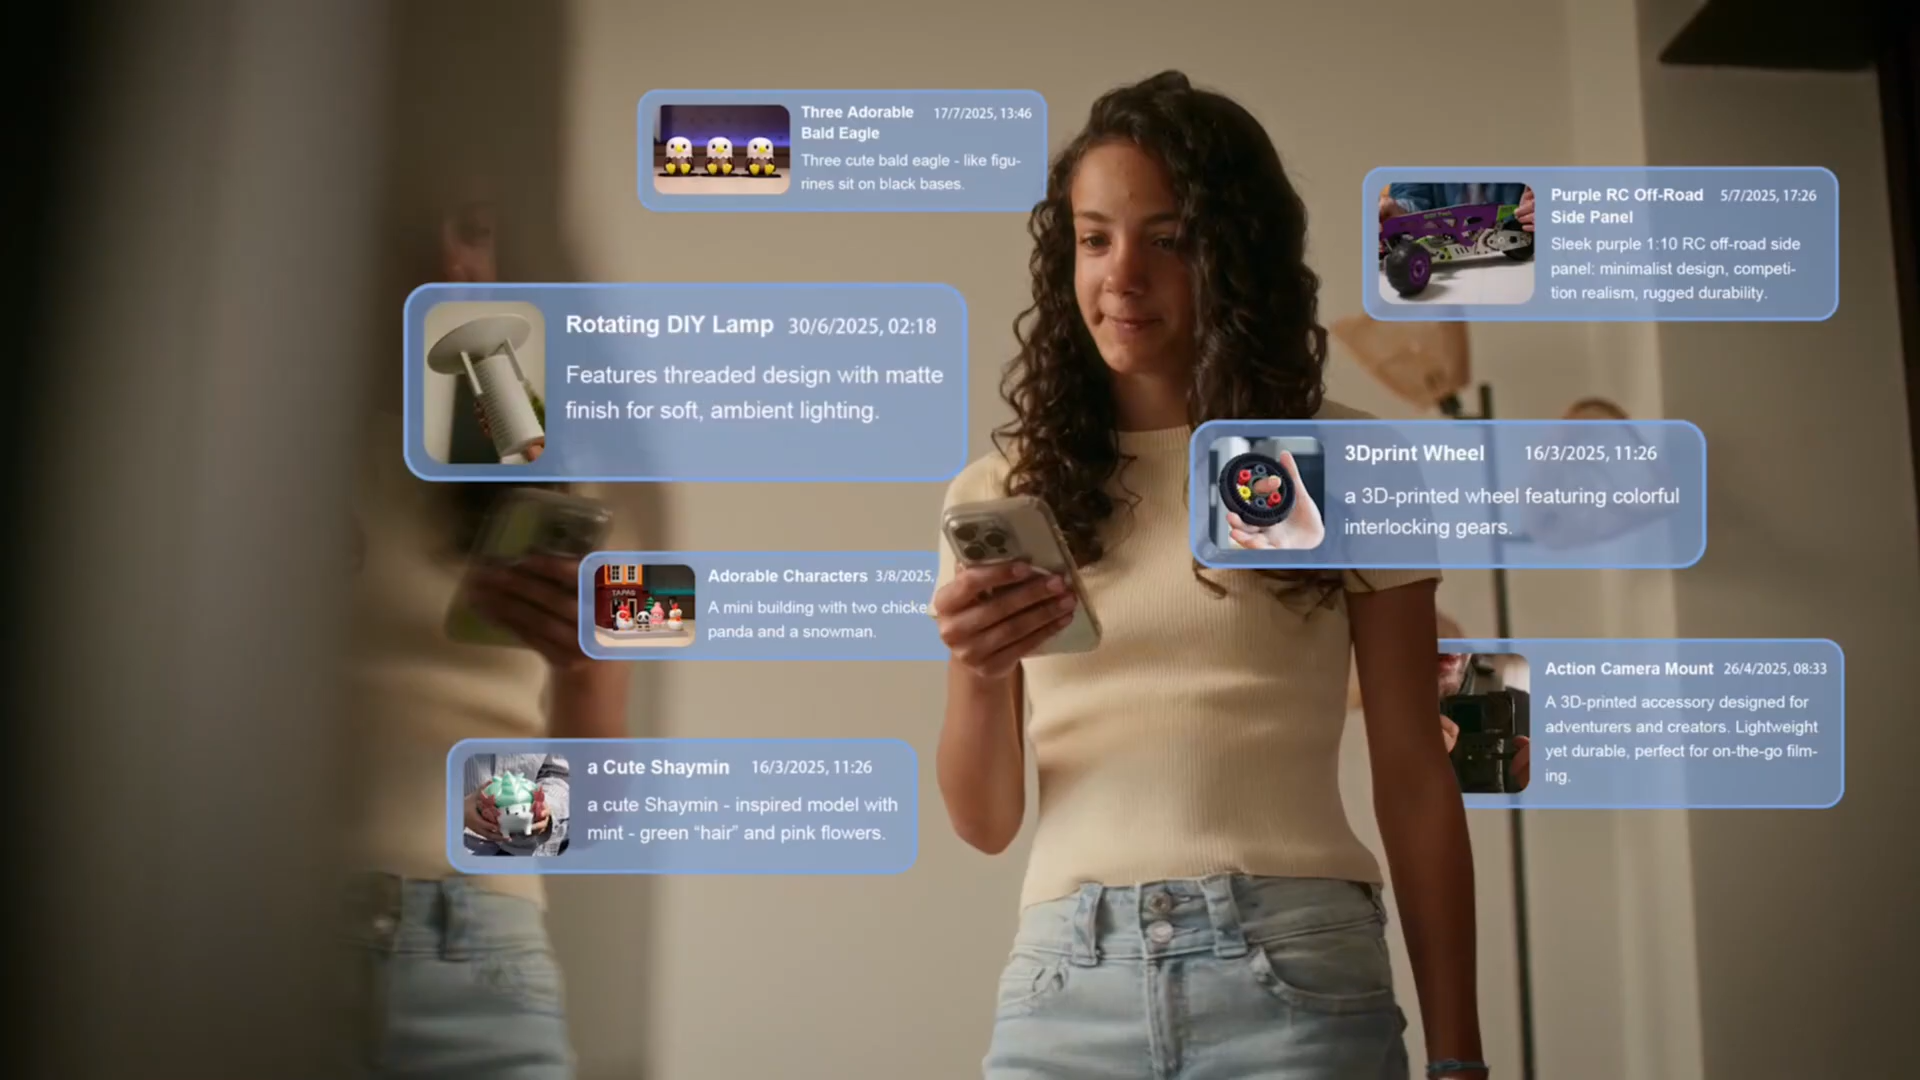 Three Adorable 17/7/2025, 13:46
Bald Eagle
Three cute bald eagle - like figu-
rines sit on black bases.
Purple RC Off-Road 5/7/2025, 17:26
Side Panel
Sleek purple 1:10 RC off-road side
panel: minimalist design, competi-
tion realism, rugged durability.
Rotating DIY Lamp 30/6/2025, 02:18
Features threaded design with matte
finish for soft, ambient lighting.
3Dprint Wheel 16/3/2025, 11:26
a 3D-printed wheel featuring colorful
interlocking gears.
TAPAS
Adorable Characters 3/8/2025,
A mini building with two chicke
panda and a snowman.
Action Camera Mount 26/4/2025, 08:33
A 3D-printed accessory designed for
adventurers and creators. Lightweight
yet durable, perfect for on-the-go film-
ing.
a Cute Shaymin 16/3/2025, 11:26
a cute Shaymin - inspired model with
mint - green “hair” and pink flowers.